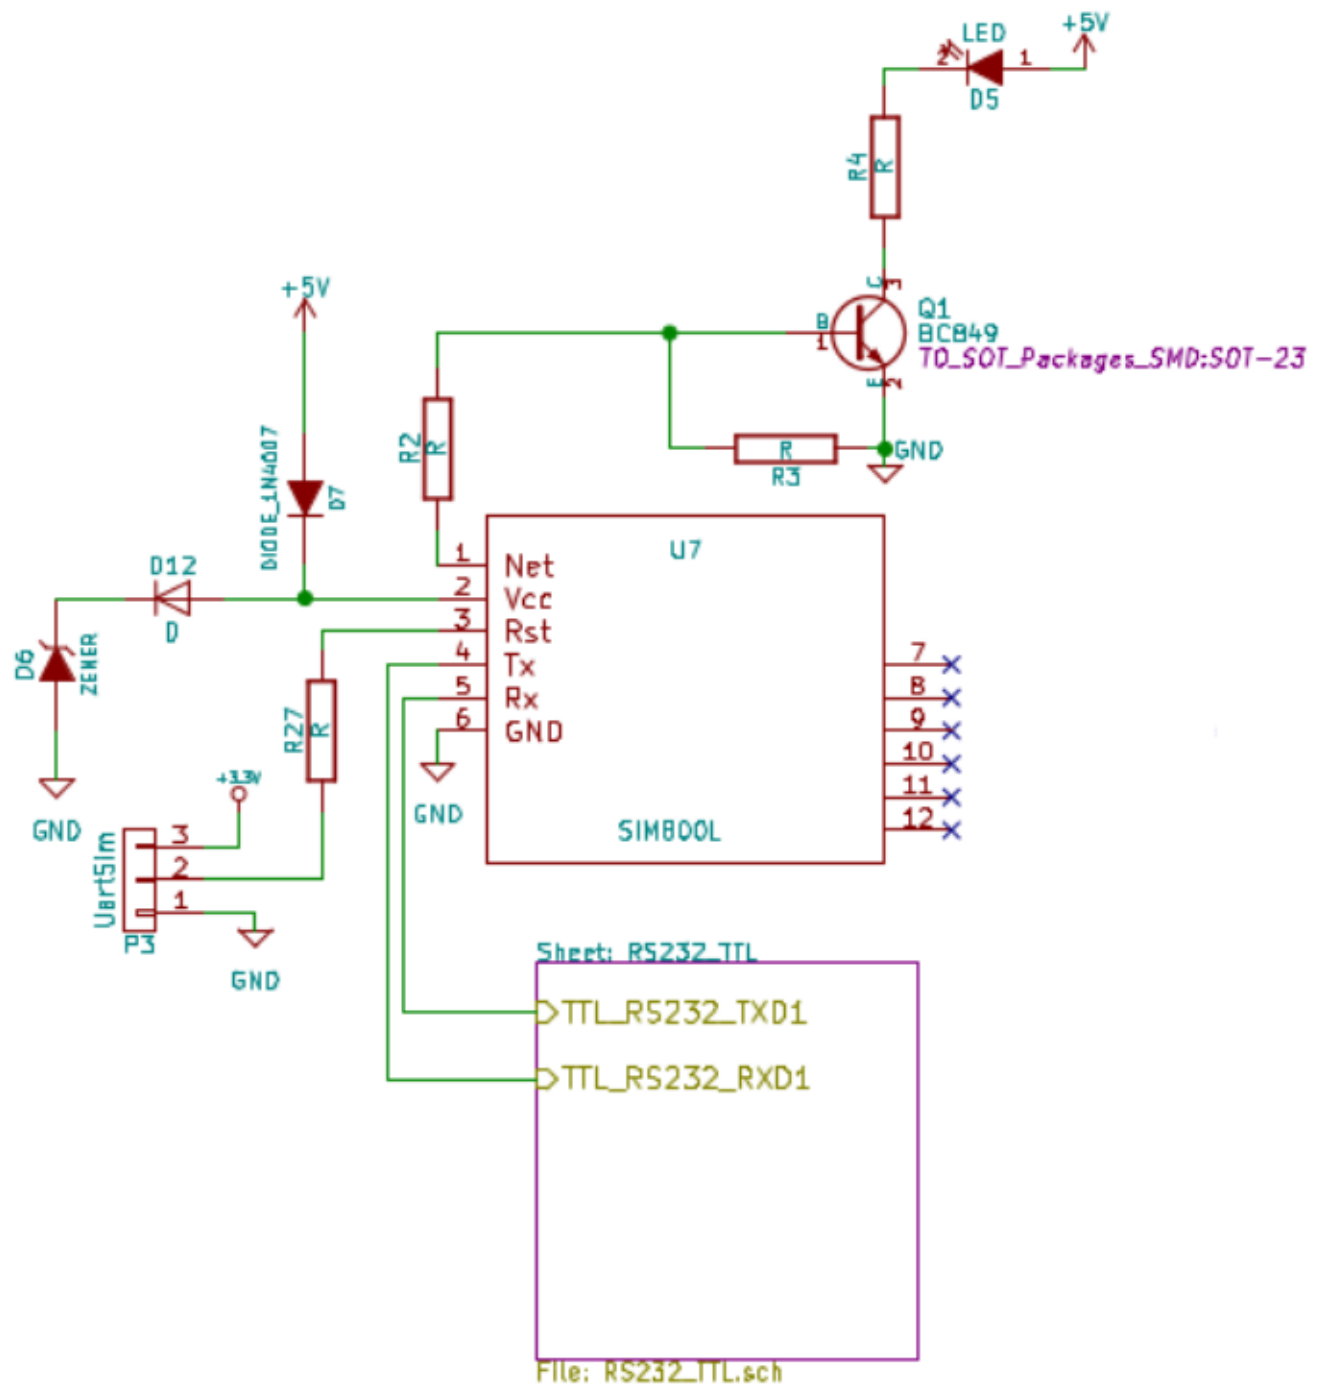 +5V
LED
2
1
D5
R4
R
+5V
C
3
B
1
Q1
BC849
TO_SOT_Packages_SMD:SOT-23
E
2
R2
R
R
R3
GND
DIODE_1N4007
D7
U7
1
Net
D12
2
Vcc
D
3
Rst
D6
ZENER
4
Tx
7
5
Rx
8
R27
R
6
GND
9
+3.3V
10
GND
11
GND
SIM800L
12
UartSim
3
2
1
P3
GND
Sheet: RS232_TTL
TTL_RS232_TXD1
TTL_RS232_RXD1
File: RS232_TTL.sch